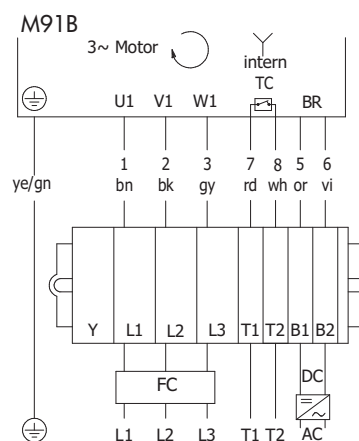 M91B
3~ Motor
intern
TC
U1 V1 W1 BR
1 2 3 7 8 5 6
ye/gn bn bk gy rd wh or vi
Y L1 L2 L3 T1 T2 B1 B2
FC DC
L1 L2 L3 T1 T2 AC